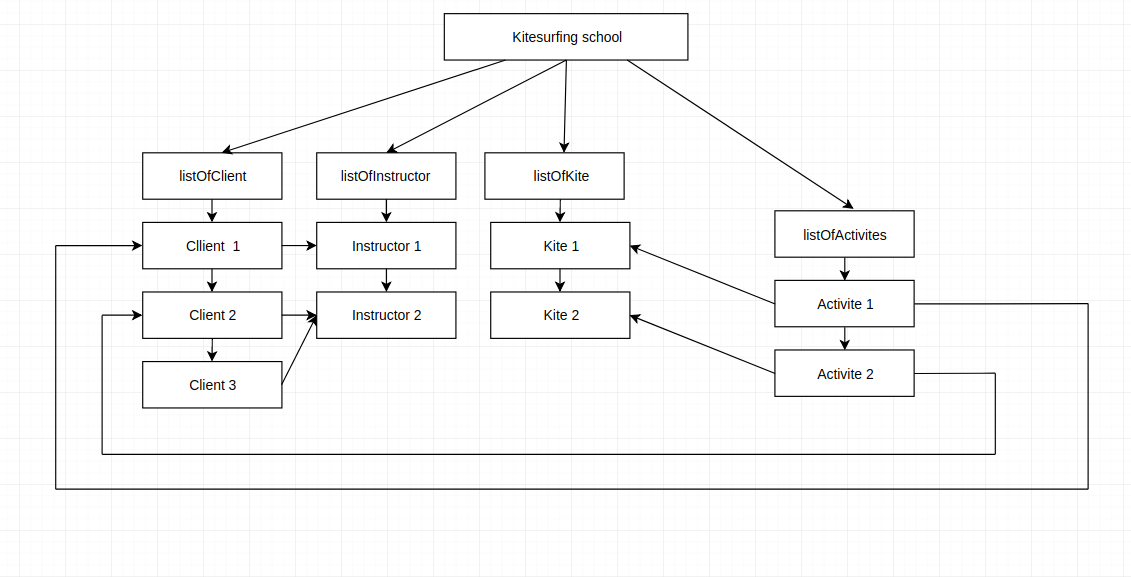 Kitesurfing school
listOfClient
listOfInstructor
listOfKite
listOfActivites
Cllient  1
Instructor 1
Kite 1
Activite 1
Client 2
Instructor 2
Kite 2
Activite 2
Client 3